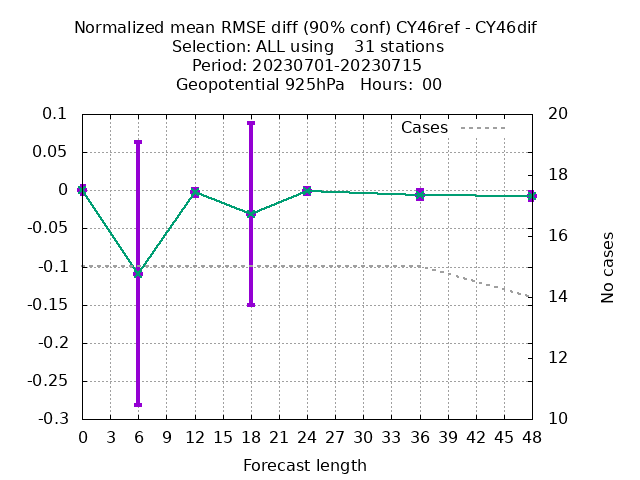 Normalized mean RMSE diff (90% conf) CY46ref - CY46dif
Selection: ALL using    31 stations
Period: 20230701-20230715
Geopotential 925hPa   Hours:  00
Cases
0.1
0.05
0
-0.05
-0.1
-0.15
-0.2
-0.25
-0.3
20
18
16
14
12
10
No cases
0 3 6 9 12 15 18 21 24 27 30 33 36 39 42 45 48
Forecast length